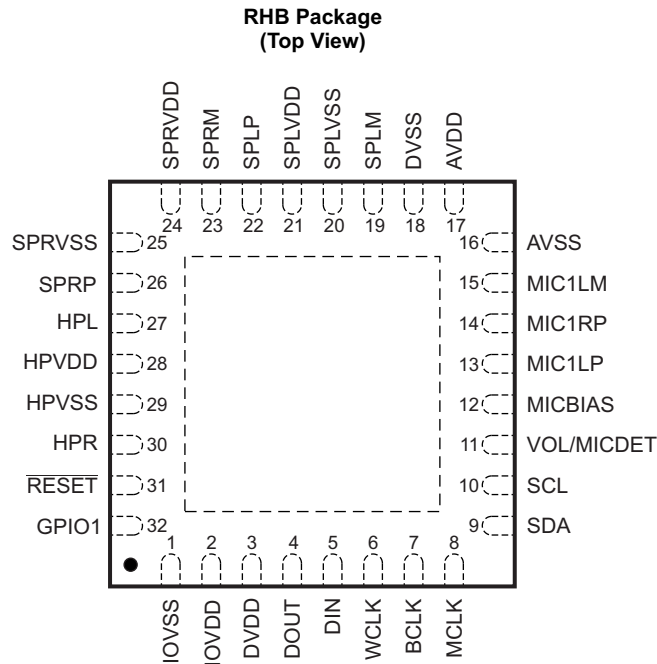 RHB Package
(Top View)
SPRVDD
SPRM
SPLP
SPLVDD
SPLVSS
SPLM
DVSS
AVDD
24 23 22 21 20 19 18 17
SPRVSS 25 16 AVSS
SPRP 26 15 MIC1LM
HPL 27 14 MIC1RP
HPVDD 28 13 MIC1LP
HPVSS 29 12 MICBIAS
HPR 30 11 VOL/MICDET
RESET 31 10 SCL
GPIO1 32 9 SDA
1 2 3 4 5 6 7 8
IOVSS
IOVDD
DVDD
DOUT
DIN
WCLK
BCLK
MCLK